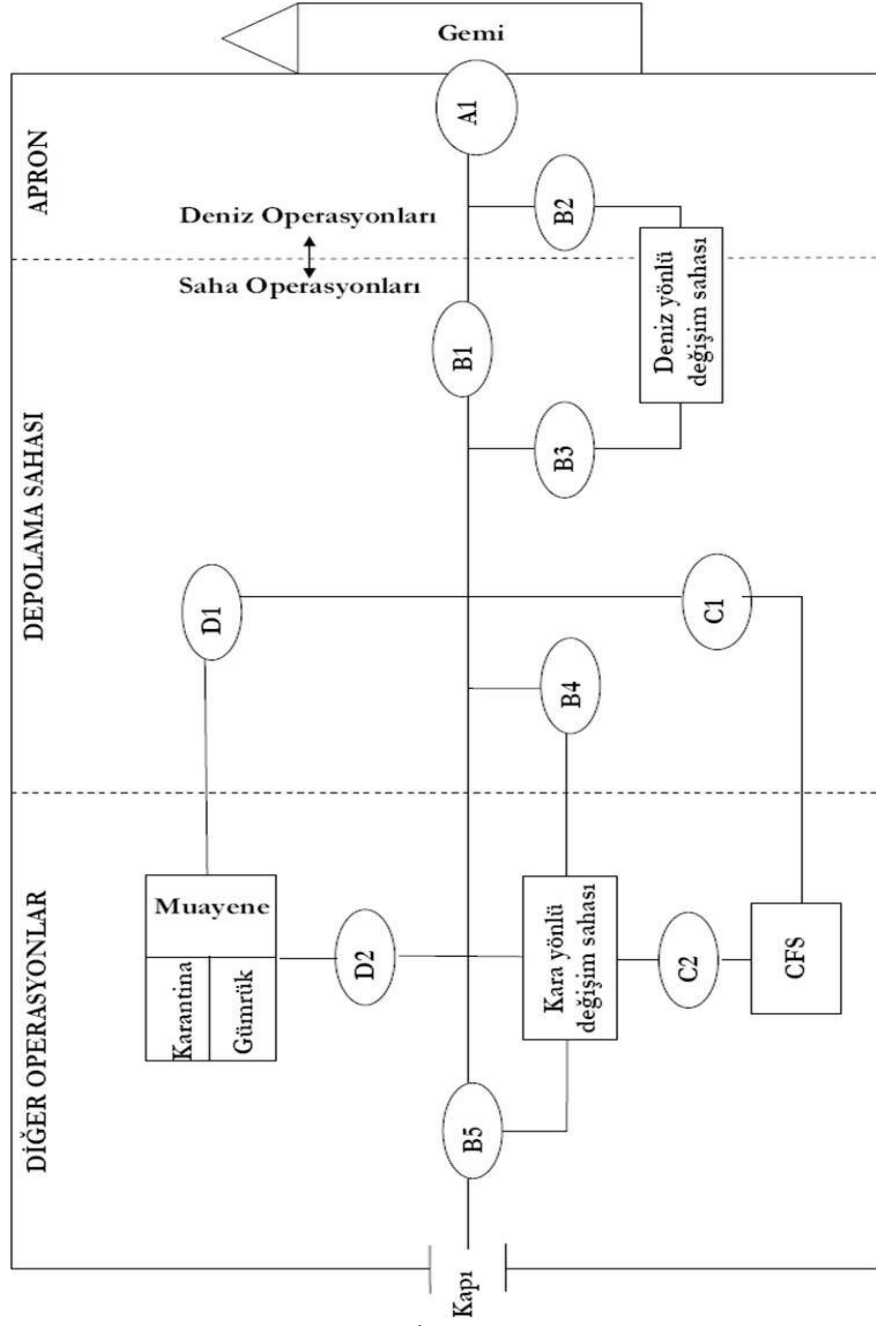 Gemi
APRON
A1
Deniz Operasyonları
B2
Saha Operasyonları
DEPOLAMA SAHASI
B1
Deniz yönlü
değişim sahası
B3
D1
C1
B4
DİĞER OPERASYONLAR
Muayene
Karantina
Gümrük
D2
Kara yönlü
değişim sahası
C2
CFS
B5
Kapı